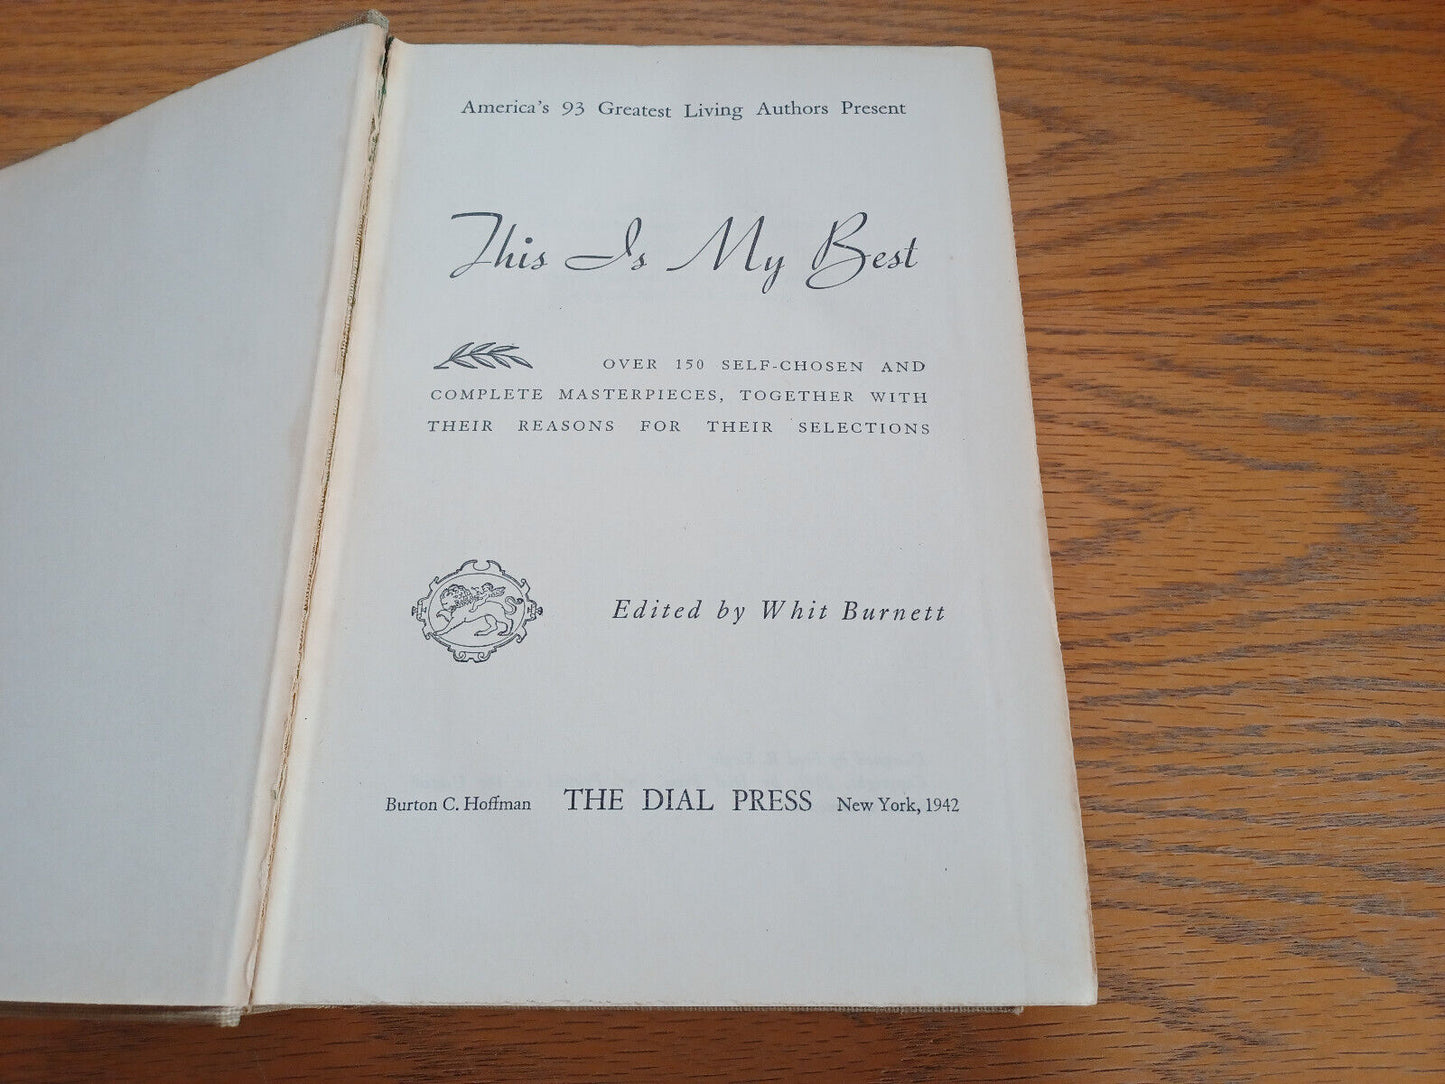 America's 93 Greatest Living Authors Present
This Is My Best
OVER 150 SELF-CHOSEN AND
COMPLETE MASTERPIECES, TOGETHER WITH
THEIR REASONS FOR THEIR SELECTIONS
Edited by Whit Burnett
Burton C. Hoffman THE DIAL PRESS New York, 1942